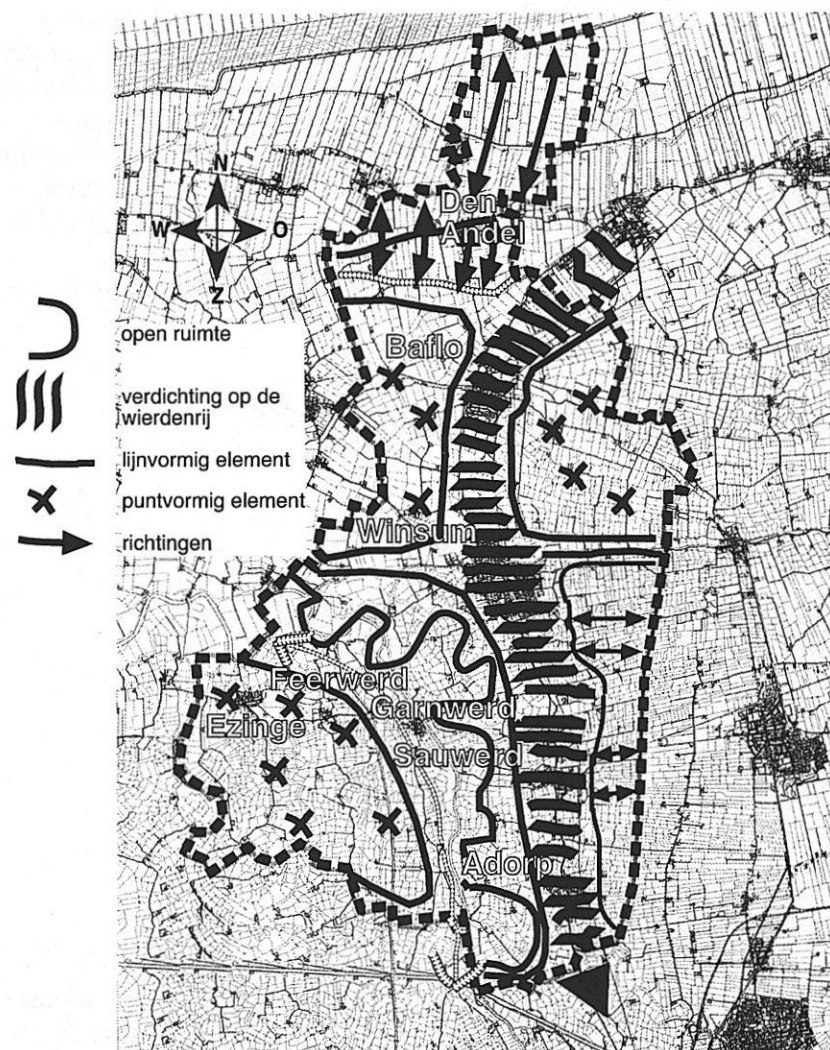 N
W
O
Z
Den
Andel
open ruimte
Baflo
verdichting op de
wierdenrij
lijnvormig element
puntvormig element
Winsum
richtingen
Feerwerd
Ezinge
Garnwerd
Sauwerd
Adorp